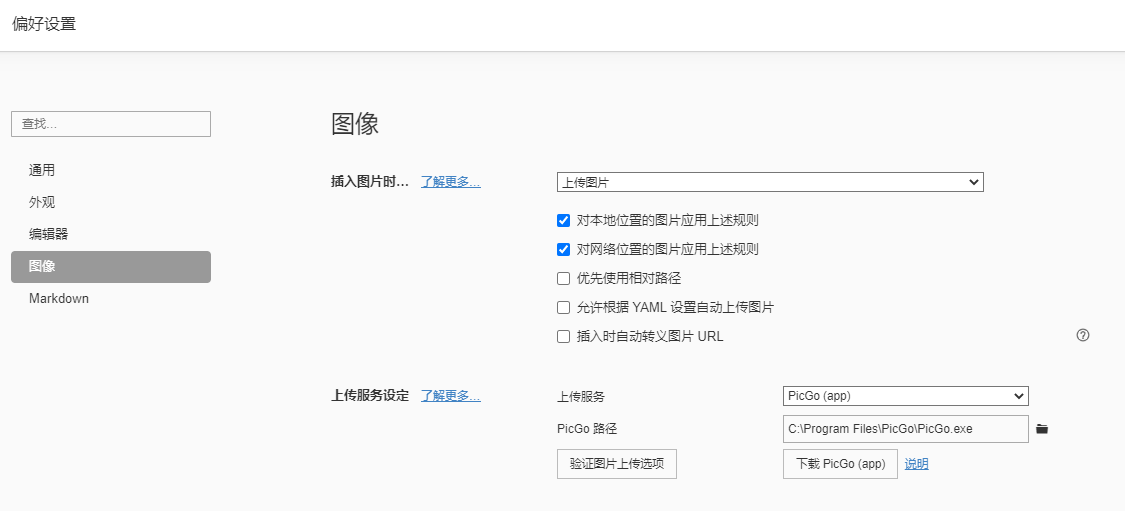 偏好设置
查找...
通用
外观
编辑器
图像
Markdown
图像
插入图片时... 了解更多... 上传图片
对本地位置的图片应用上述规则
对网络位置的图片应用上述规则
优先使用相对路径
允许根据 YAML 设置自动上传图片
插入时自动转义图片 URL
上传服务设定 了解更多... 上传服务 PicGo (app)
PicGo 路径 C:\Program Files\PicGo\PicGo.exe
验证图片上传选项 下载 PicGo (app) 说明